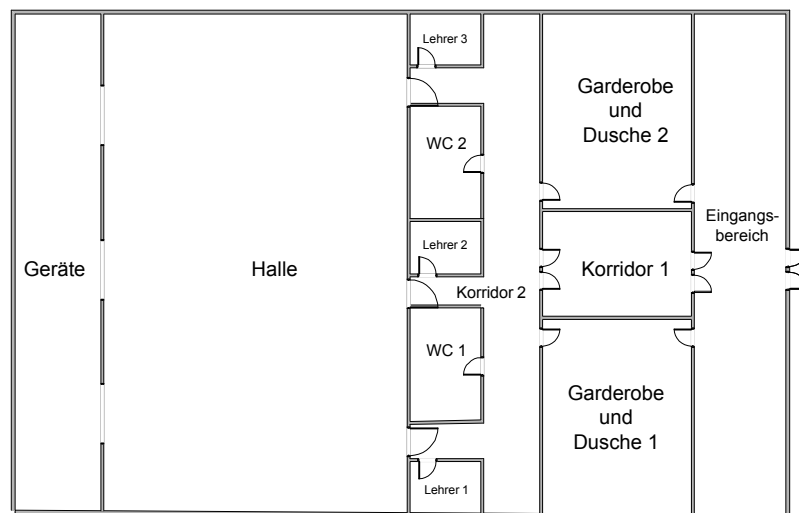 Lehrer 3
Garderobe
und
Dusche 2
WC 2
Eingangs-
bereich
Lehrer 2
Geräte
Halle
Korridor 2
Korridor 1
WC 1
Garderobe
und
Dusche 1
Lehrer 1